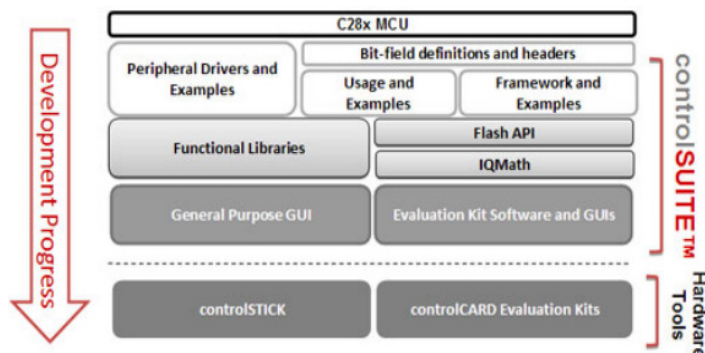 C28x MCU
Development Progress
Peripheral Drivers and
Examples
Bit-field definitions and headers
Usage and
Examples
Framework and
Examples
Functional Libraries
Flash API
IQMath
General Purpose GUI
Evaluation Kit Software and GUIs
controlSUITE™
controlSTICK
controlCARD Evaluation Kits
Hardware
Tools